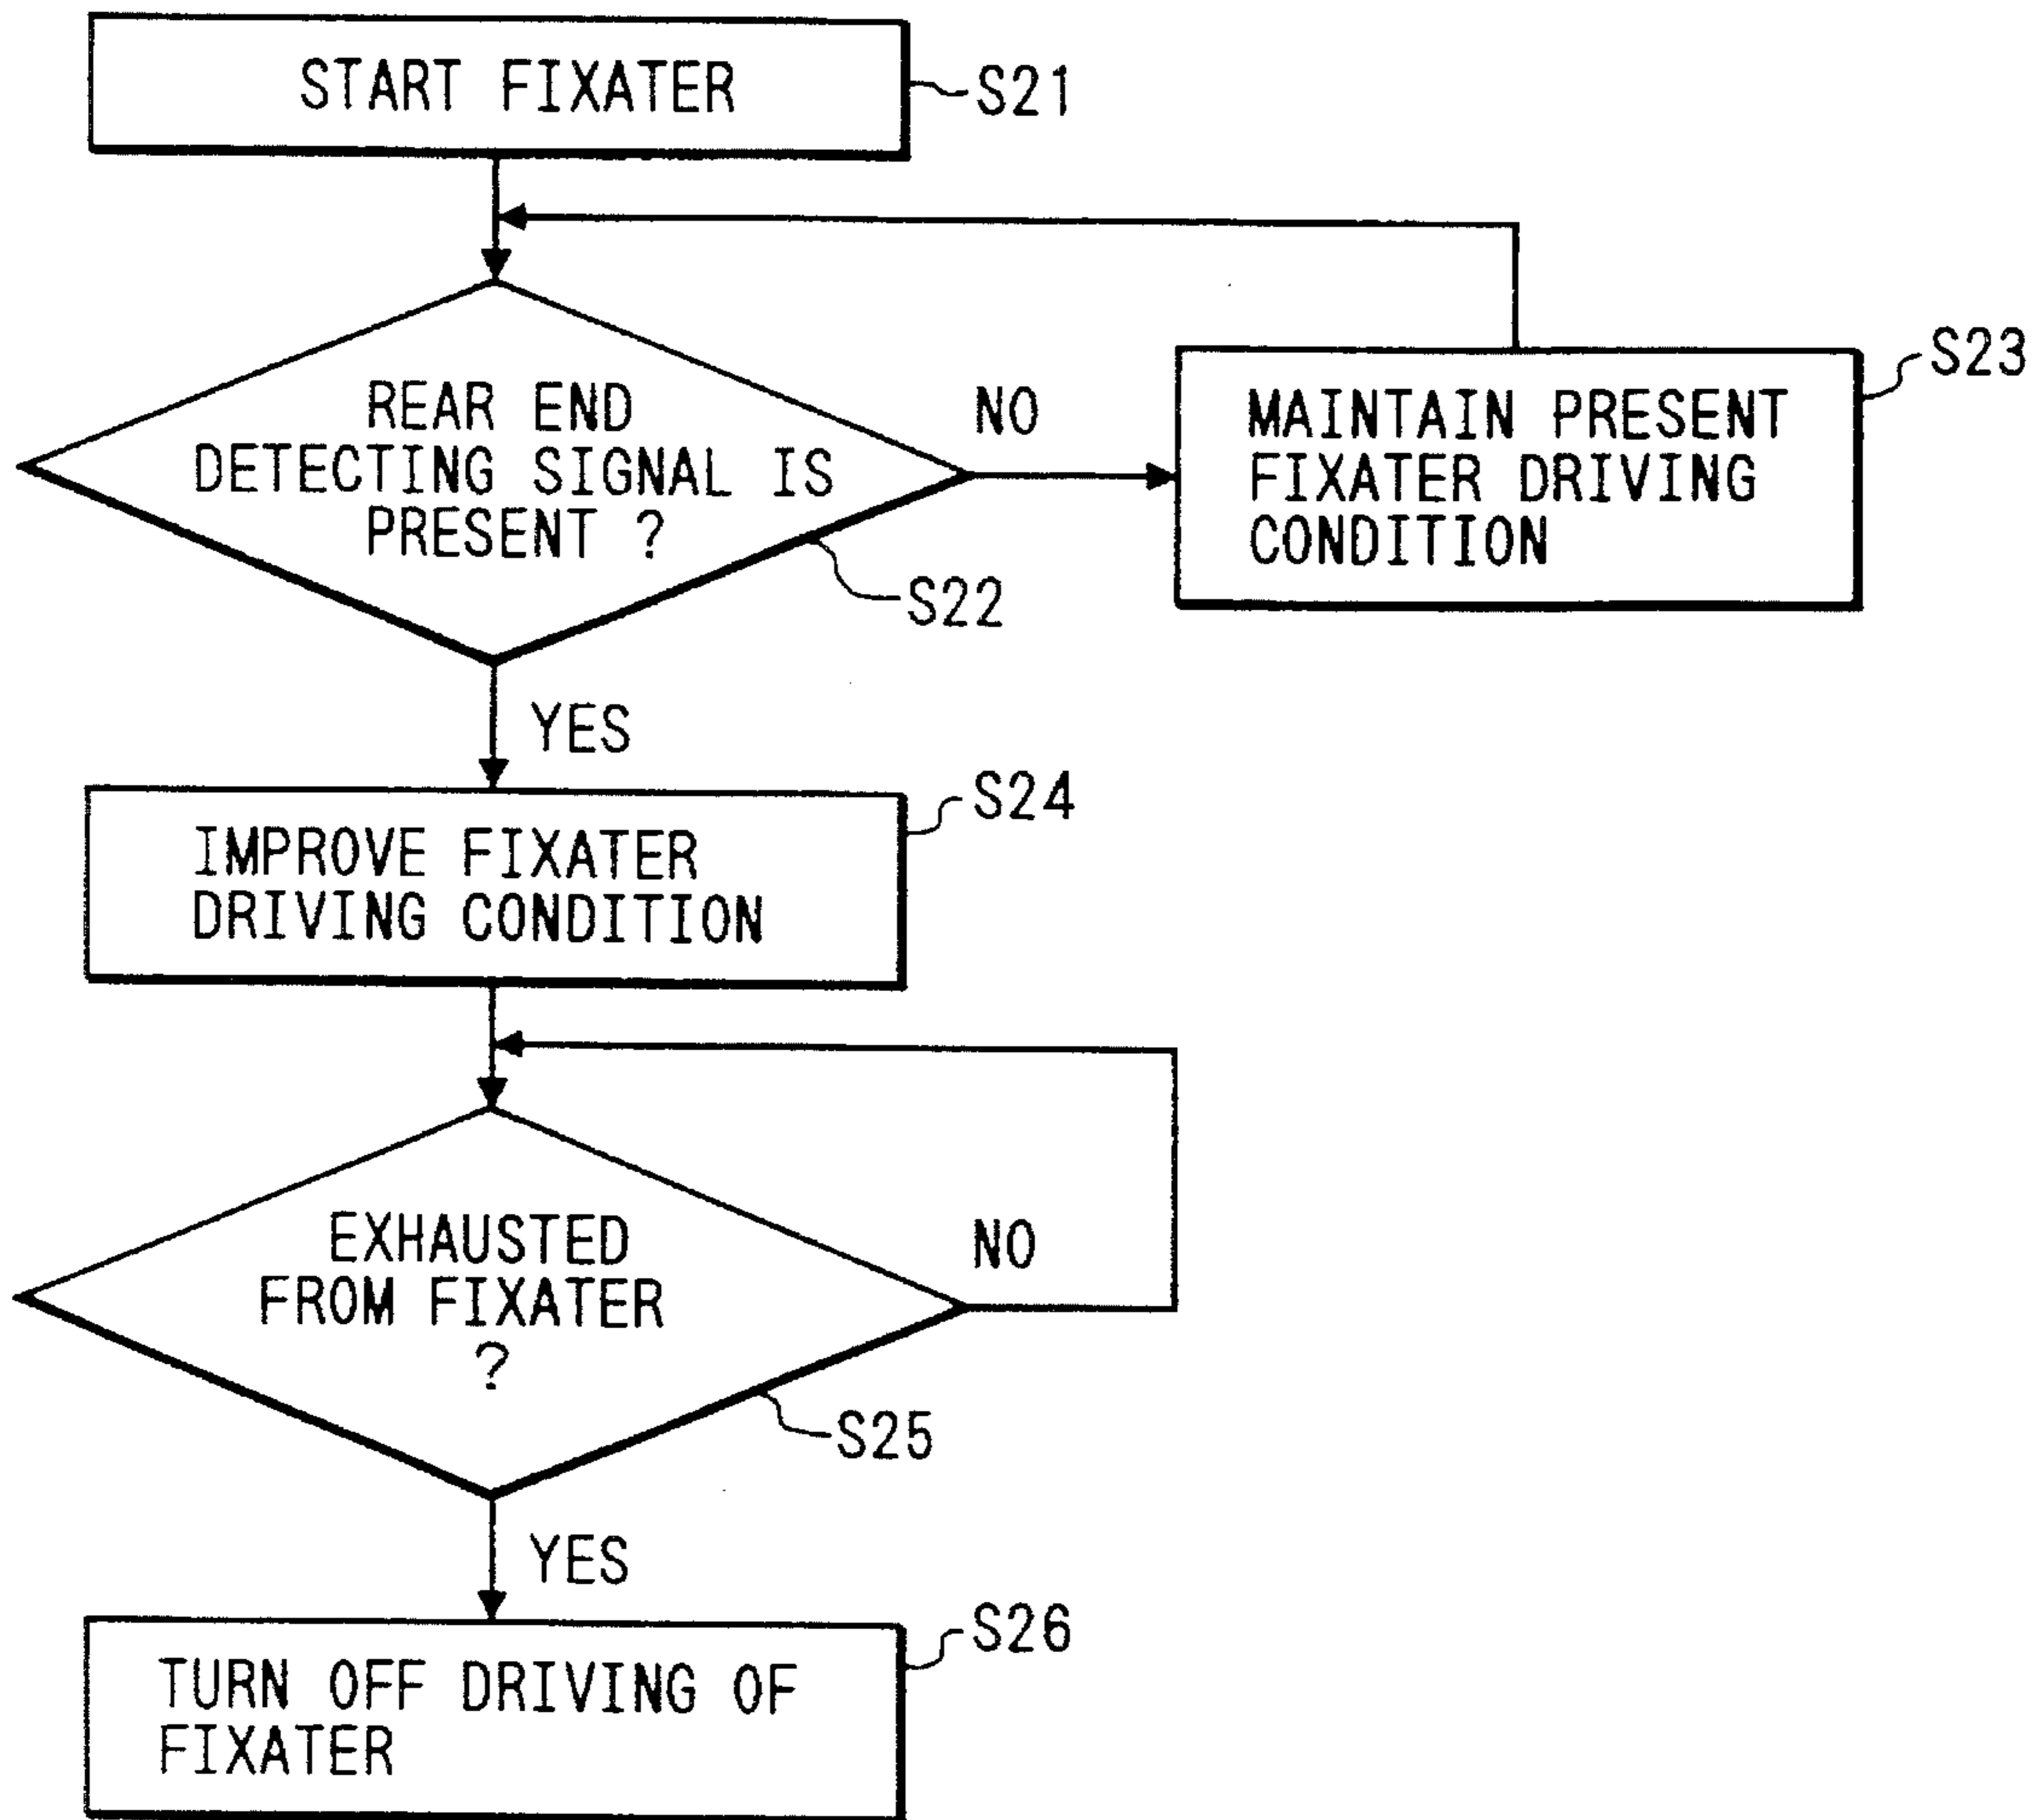 START FIXATER
S21
REAR END
DETECTING SIGNAL IS
PRESENT ?
NO
S22
MAINTAIN PRESENT
FIXATER DRIVING
CONDITION
S23
YES
IMPROVE FIXATER
DRIVING CONDITION
S24
EXHAUSTED
FROM FIXATER
?
NO
S25
YES
TURN OFF DRIVING OF
FIXATER
S26